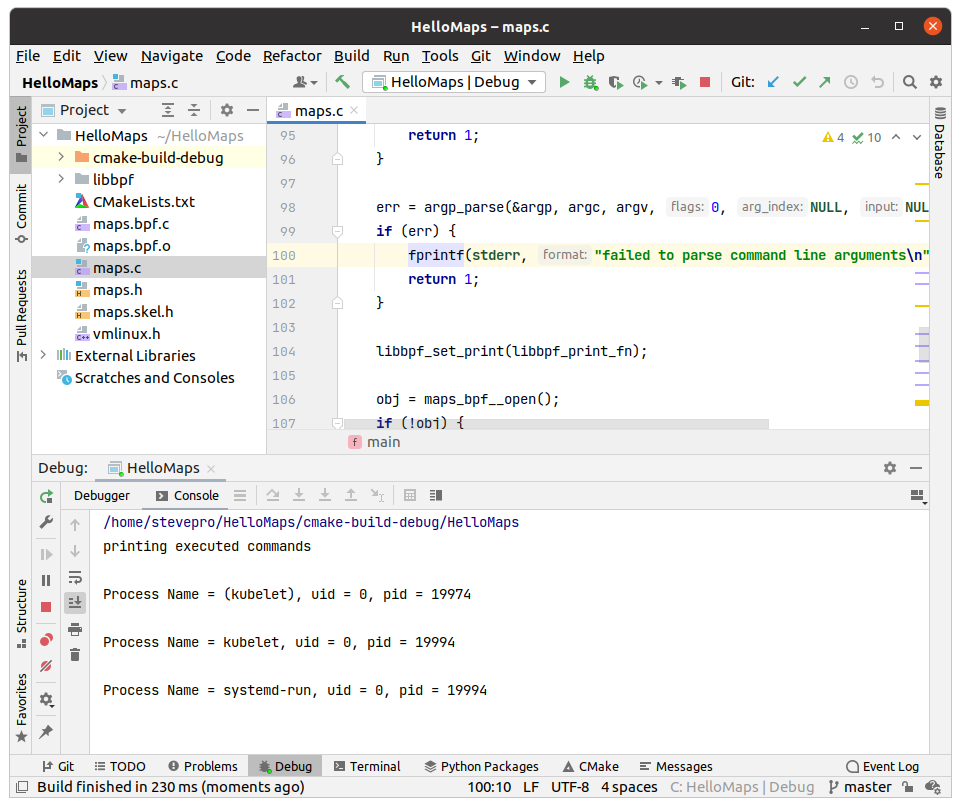 HelloMaps – maps.c
File Edit View Navigate Code Refactor Build Run Tools Git Window Help
HelloMaps maps.c HelloMaps | Debug Git:
Project
Commit
Pull Requests
Structure
Favorites
Project
HelloMaps ~/HelloMaps
cmake-build-debug
libbpf
CMakeLists.txt
maps.bpf.c
maps.bpf.o
maps.c
maps.h
maps.skel.h
vmlinux.h
External Libraries
Scratches and Consoles
maps.c
4 10
95 return 1;
96 }
97
98 err = argp_parse(&argp, argc, argv, flags: 0, arg_index: NULL, input: NUL
99 if (err) {
100 fprintf(stderr, format: "failed to parse command line arguments\n"
101 return 1;
102 }
103
104 libbpf_set_print(libbpf_print_fn);
105
106 obj = maps_bpf__open();
107 if (!obj) {
f main
Database
Debug: HelloMaps
Debugger Console
/home/stevepro/HelloMaps/cmake-build-debug/HelloMaps
printing executed commands
Process Name = (kubelet), uid = 0, pid = 19974
Process Name = kubelet, uid = 0, pid = 19994
Process Name = systemd-run, uid = 0, pid = 19994
Git TODO Problems Debug Terminal Python Packages CMake Messages Event Log
Build finished in 230 ms (moments ago) 100:10 LF UTF-8 4 spaces C: HelloMaps | Debug master